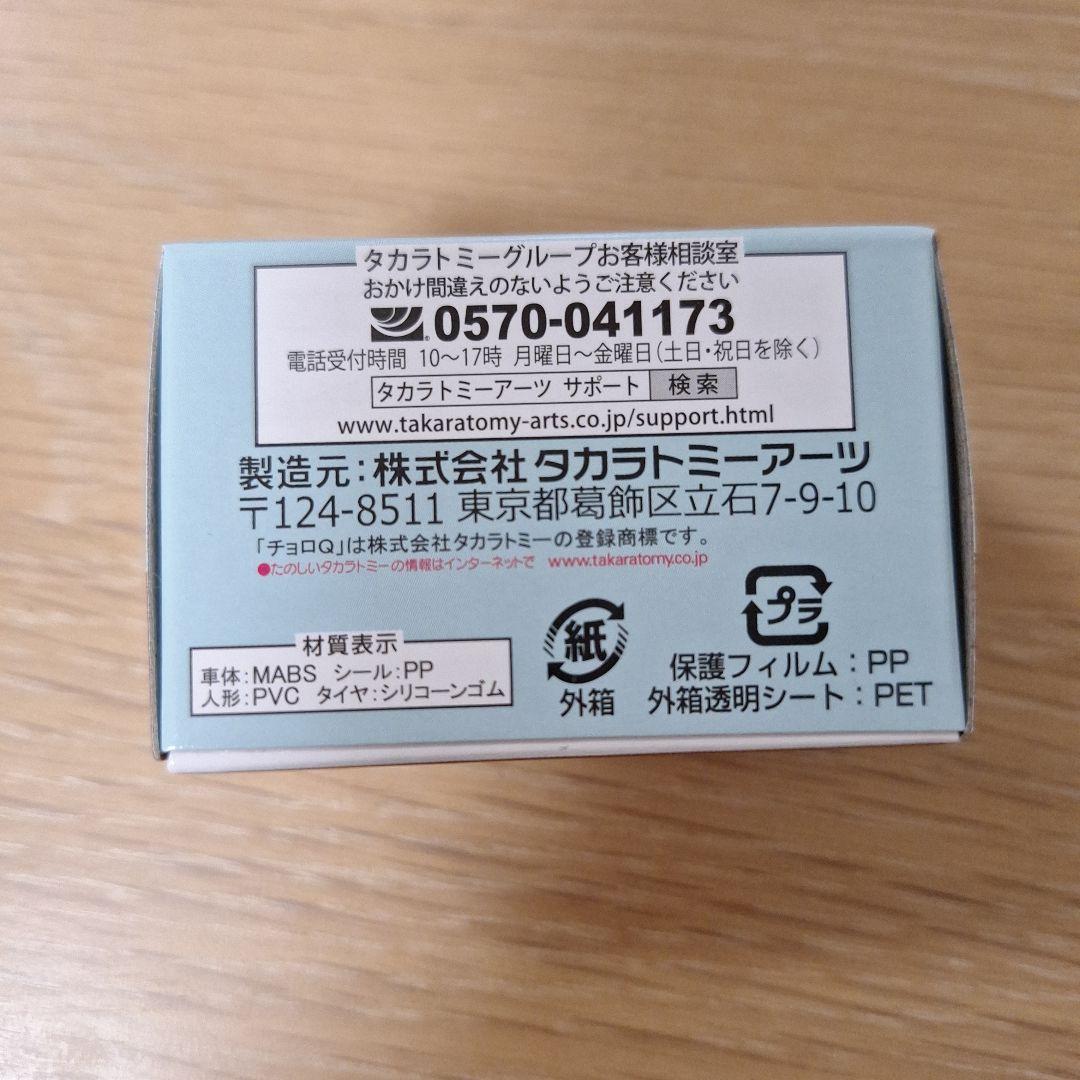 タカラトミーグループお客様相談室
おかけ間違えのないようご注意ください
0570-041173
電話受付時間 10～17時 月曜日～金曜日(土日・祝日を除く)
タカラトミーアーツ サポート 検索
www.takaratomy-arts.co.jp/support.html
製造元：株式会社タカラトミーアーツ
〒124-8511 東京都葛飾区立石7-9-10
「チョロQ」は株式会社タカラトミーの登録商標です。
●たのしいタカラトミーの情報はインターネットで www.takaratomy.co.jp
材質表示
車体：MABS シール：PP
人形：PVC タイヤ：シリコーンゴム
紙
外箱
プラ
保護フィルム：PP
外箱透明シート：PET